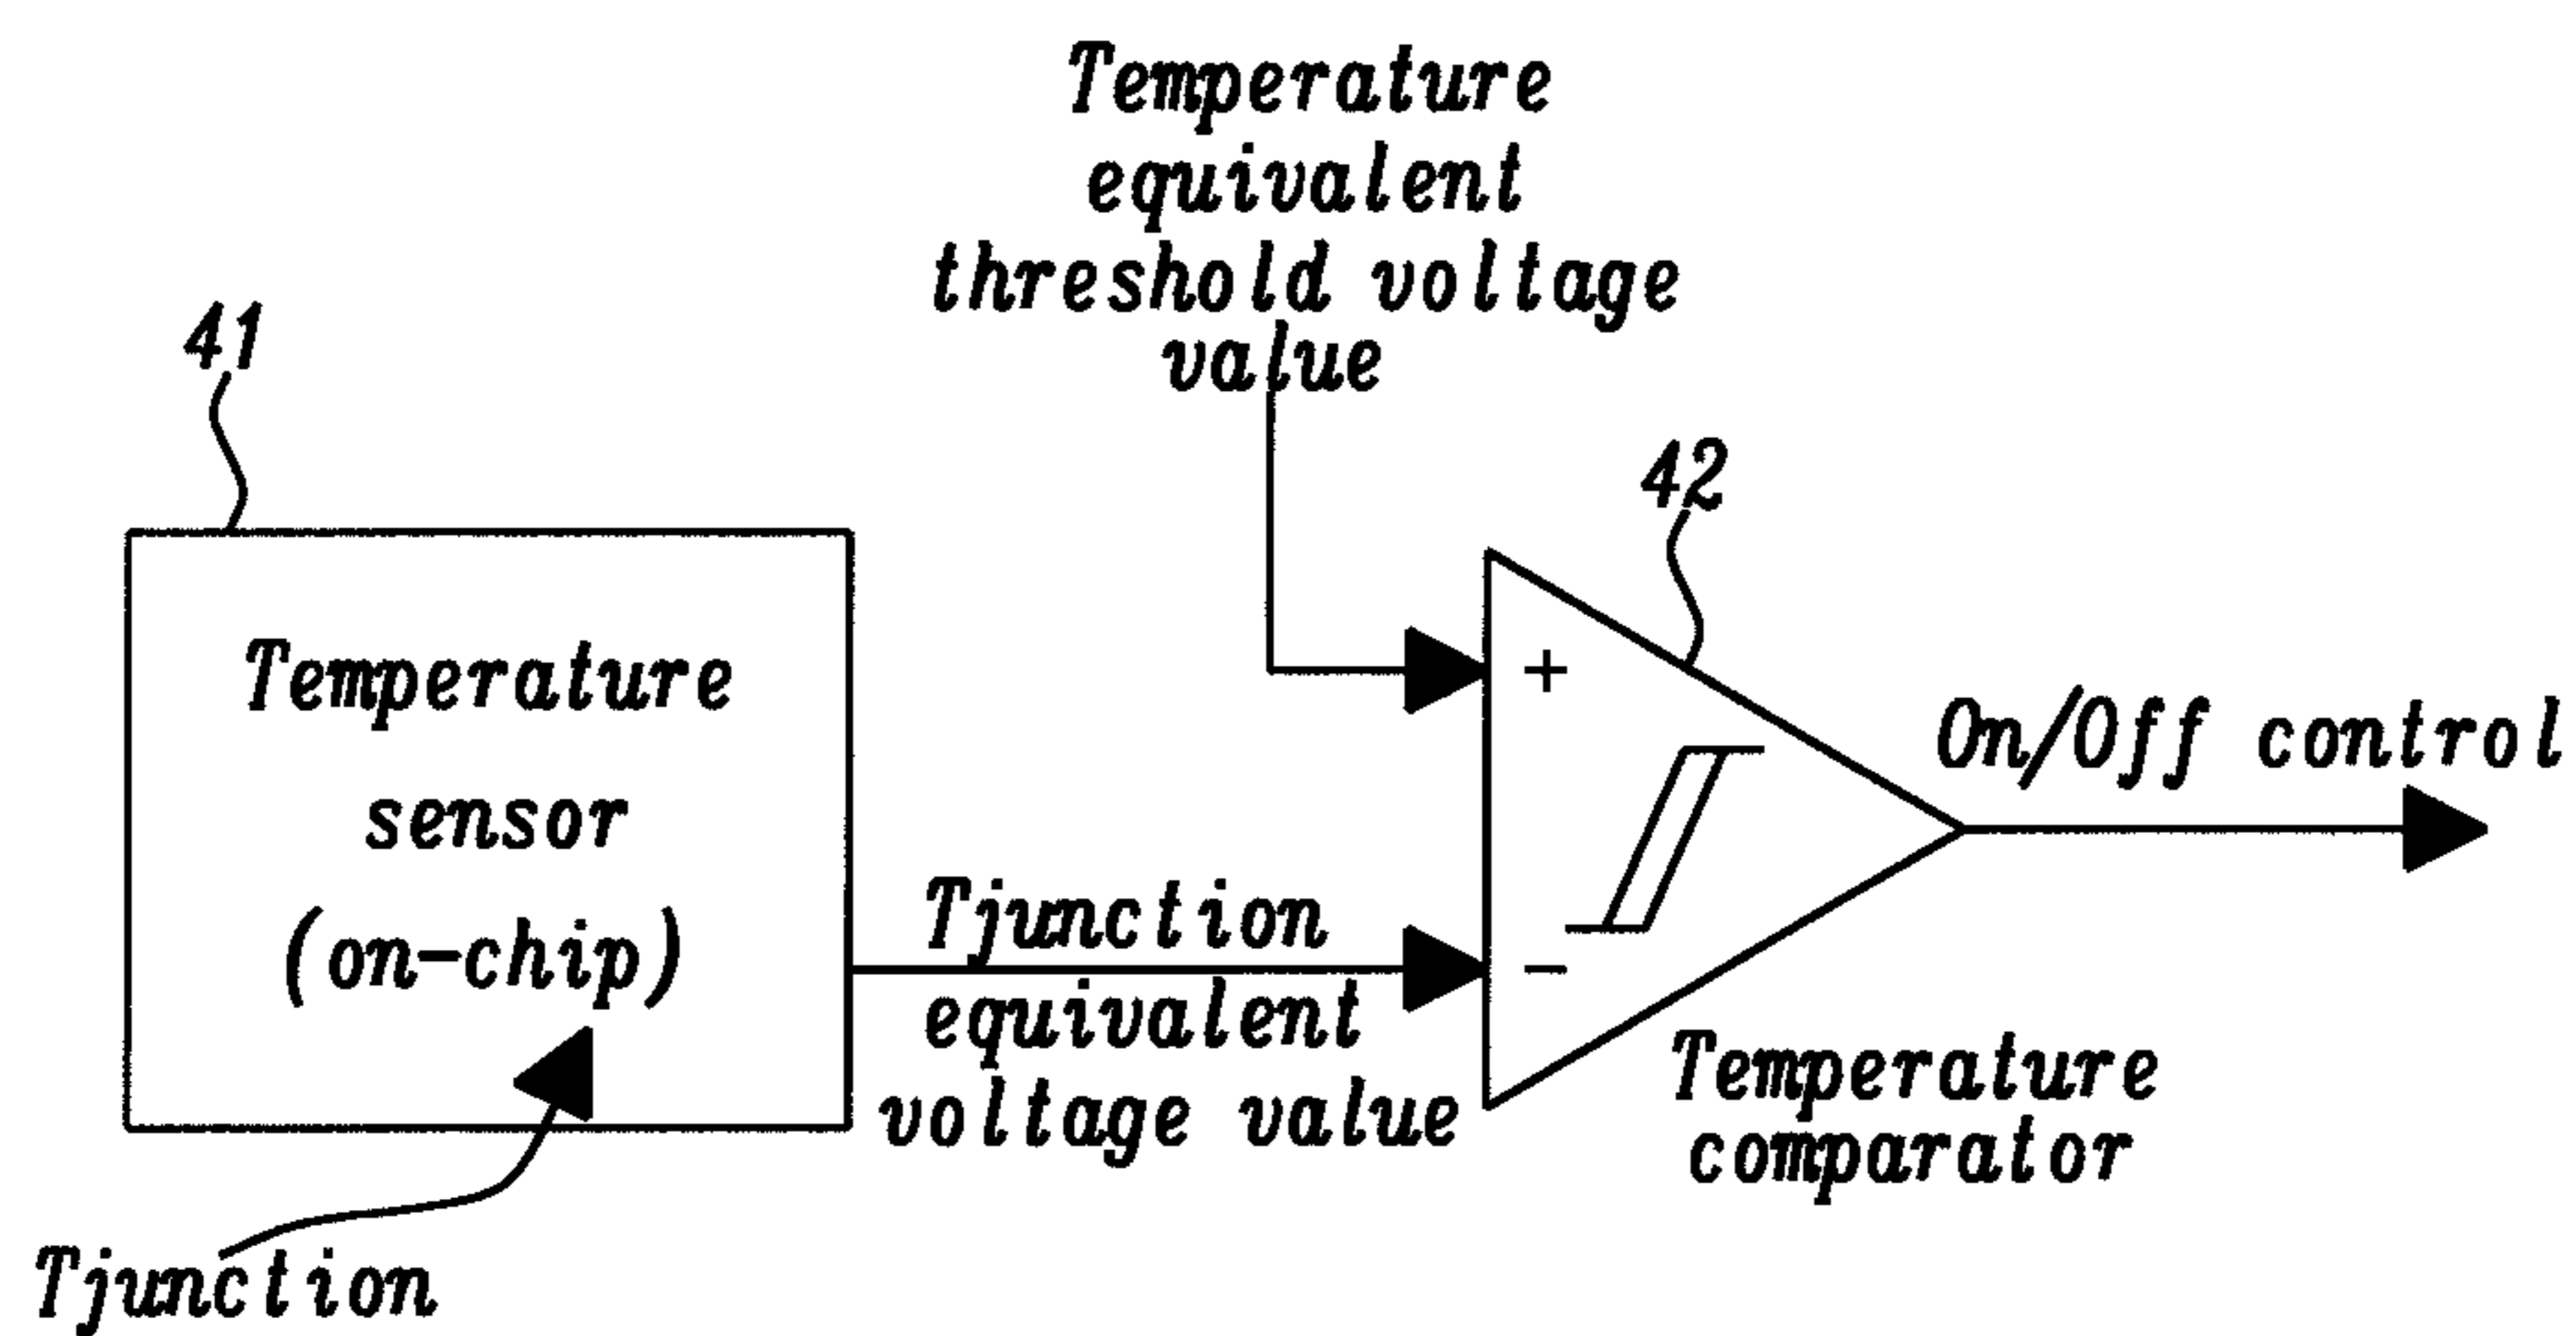 Temperature
equivalent
threshold voltage
value
41
42
Temperature
sensor
(on-chip)
+
On/Off control
Tjunction
equivalent
voltage value
-
Temperature
comparator
Tjunction